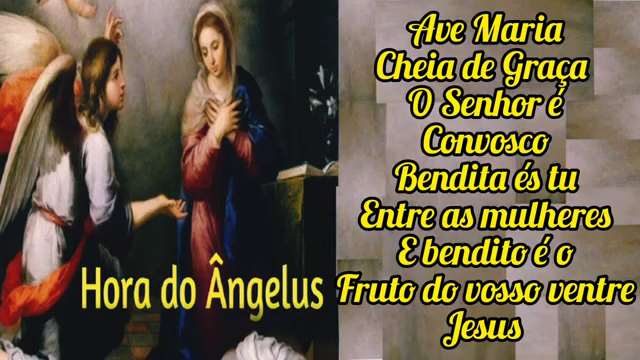 Hora do Ângelus
Ave Maria
Cheia de Graça
O Senhor é
Convosco
Bendita és tu
Entre as mulheres
E bendito é o
Fruto do vosso ventre
Jesus